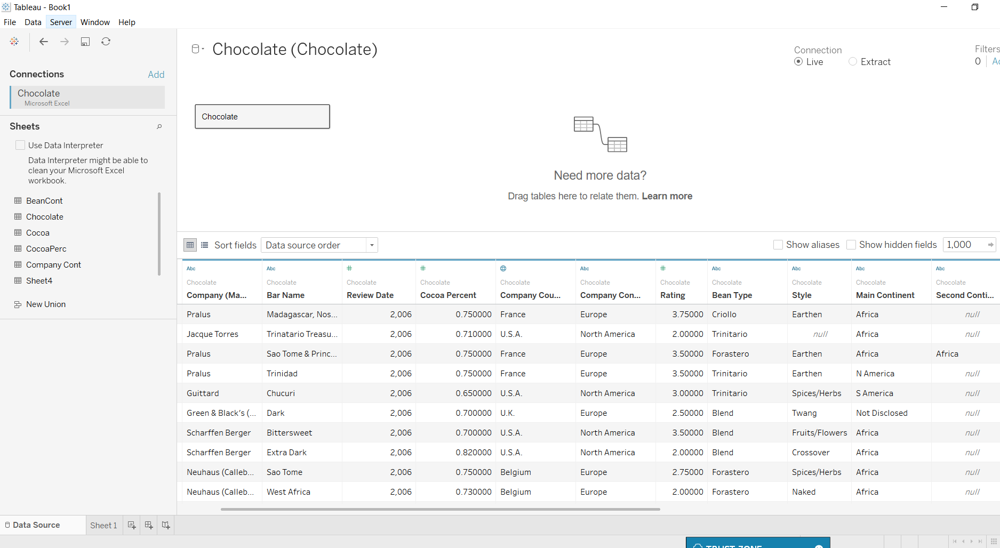 Tableau - Book1
File Data Server Window Help
Connections Add
Chocolate
Microsoft Excel
Sheets
Use Data Interpreter
Data Interpreter might be able to
clean your Microsoft Excel
workbook.
BeanCont
Chocolate
Cocoa
CocoaPerc
Company Cont
Sheet4
New Union
Chocolate (Chocolate)
Connection
Live Extract
Filters
0
Chocolate
Need more data?
Drag tables here to relate them. Learn more
Sort fields Data source order Show aliases Show hidden fields 1,000
Abc Abc # # Abc # Abc Abc Abc Abc
Chocolate Chocolate Chocolate Chocolate Chocolate Chocolate Chocolate Chocolate Chocolate Chocolate Chocolate
Company (Ma... Bar Name Review Date Cocoa Percent Company Cou... Company Con... Rating Bean Type Style Main Continent Second Conti...
Pralus Madagascar, Nos... 2,006 0.750000 France Europe 3.75000 Criollo Earthen Africa null
Jacque Torres Trinatario Treasu... 2,006 0.710000 U.S.A. North America 2.00000 Trinitario null Africa null
Pralus Sao Tome & Princ... 2,006 0.750000 France Europe 3.50000 Forastero Earthen Africa Africa
Pralus Trinidad 2,006 0.750000 France Europe 3.50000 Trinitario Earthen N America null
Guittard Chucuri 2,006 0.650000 U.S.A. North America 3.00000 Trinitario Spices/Herbs S America null
Green & Black's (... Dark 2,006 0.700000 U.K. Europe 2.50000 Blend Twang Not Disclosed null
Scharffen Berger Bittersweet 2,006 0.700000 U.S.A. North America 3.50000 Blend Fruits/Flowers Africa null
Scharffen Berger Extra Dark 2,006 0.820000 U.S.A. North America 2.00000 Blend Crossover Africa null
Neuhaus (Calleb... Sao Tome 2,006 0.750000 Belgium Europe 2.75000 Forastero Spices/Herbs Africa null
Neuhaus (Calleb... West Africa 2,006 0.730000 Belgium Europe 2.00000 Forastero Naked Africa null
Data Source Sheet 1
TRUST ZONE